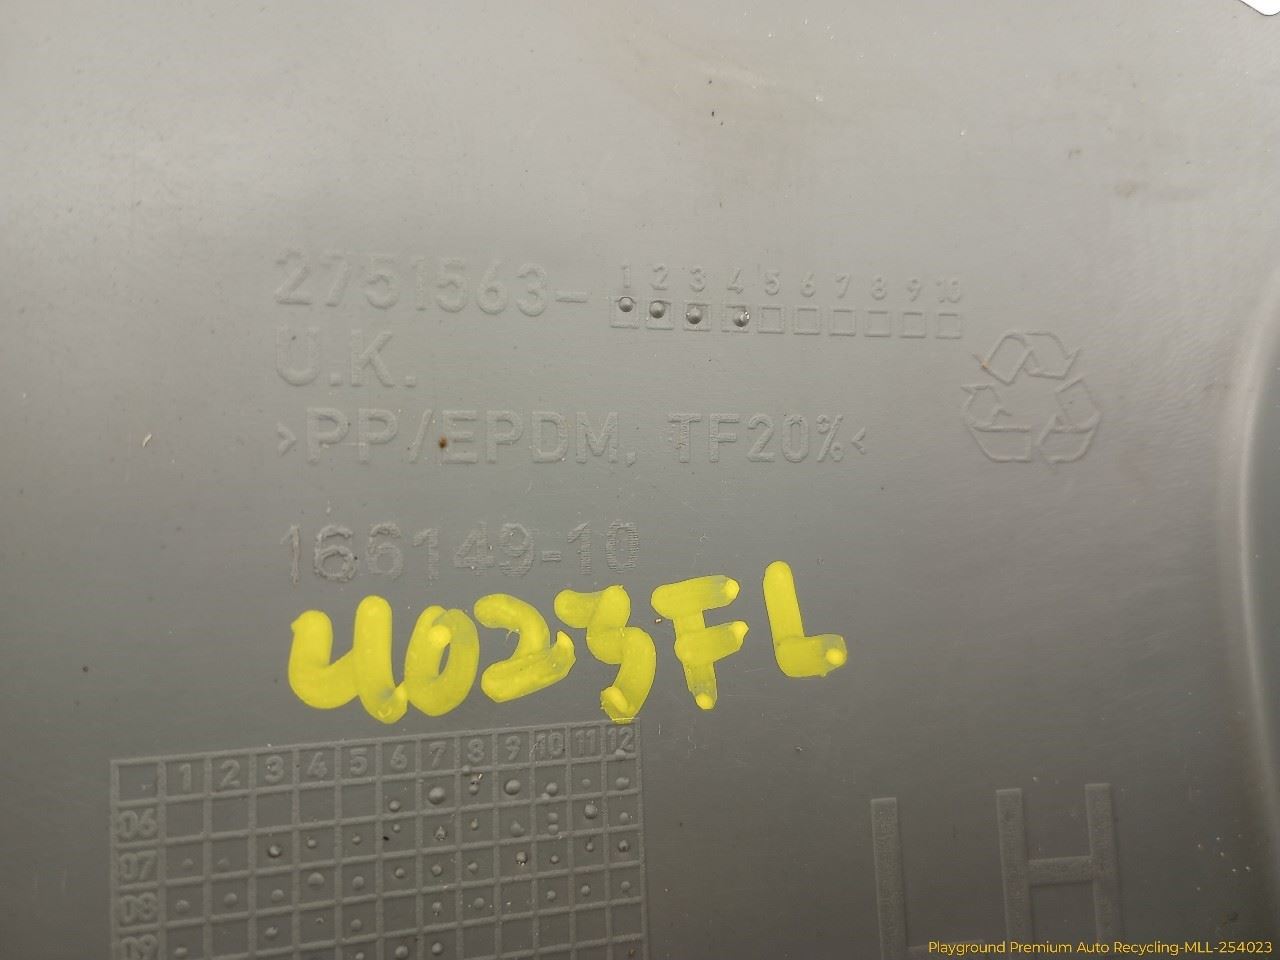 2751563- 1 2 3 4 5 6 7 8 9 10
U.K.
>PP/EPDM, TF20%<
166149-10
4023FL
1 2 3 4 5 6 7 8 9 10 11 12
06
07
08
09
LH
Playground Premium Auto Recycling-MLL-254023